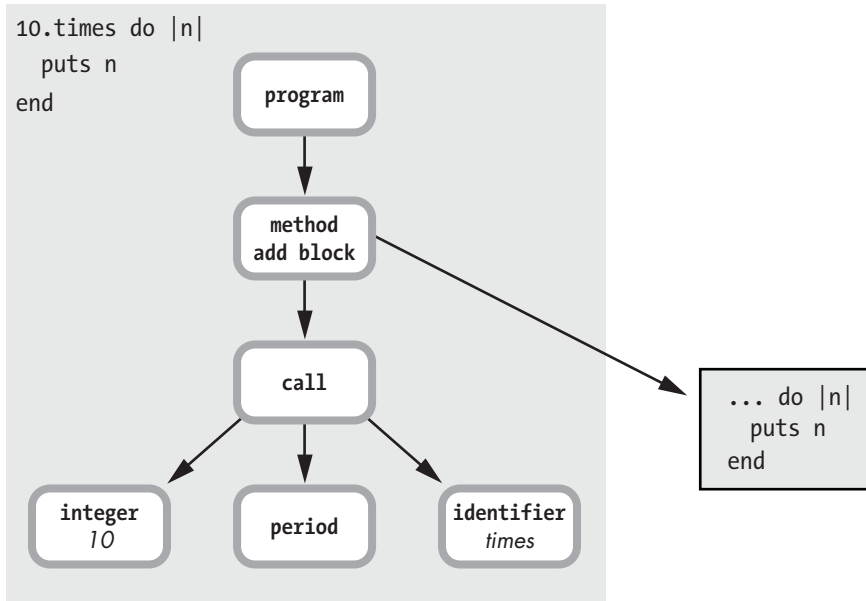 10.times do |n|
  puts n
end
program
method
add block
call
integer
10
period
identifier
times
... do |n|
  puts n
end